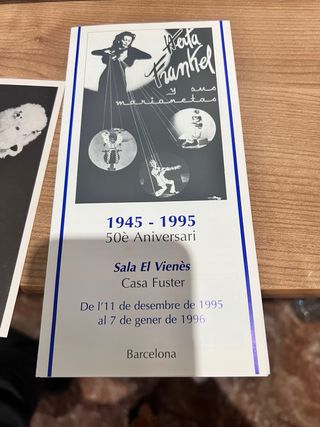 Herta
Frankel
y sus
marionetas
1945 - 1995
50è Aniversari
Sala El Vienès
Casa Fuster
De l'11 de desembre de 1995
al 7 de gener de 1996
Barcelona